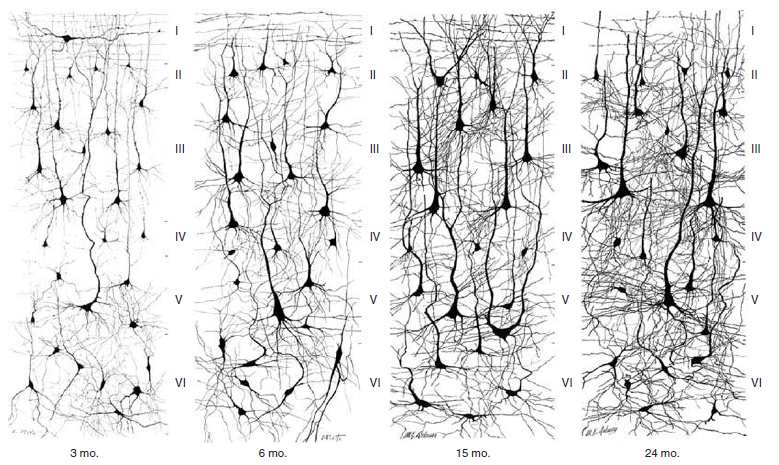 I I I I
II II II II
III III III III
IV IV IV IV
V V V V
VI VI VI VI
3 mo. 6 mo. 15 mo. 24 mo.